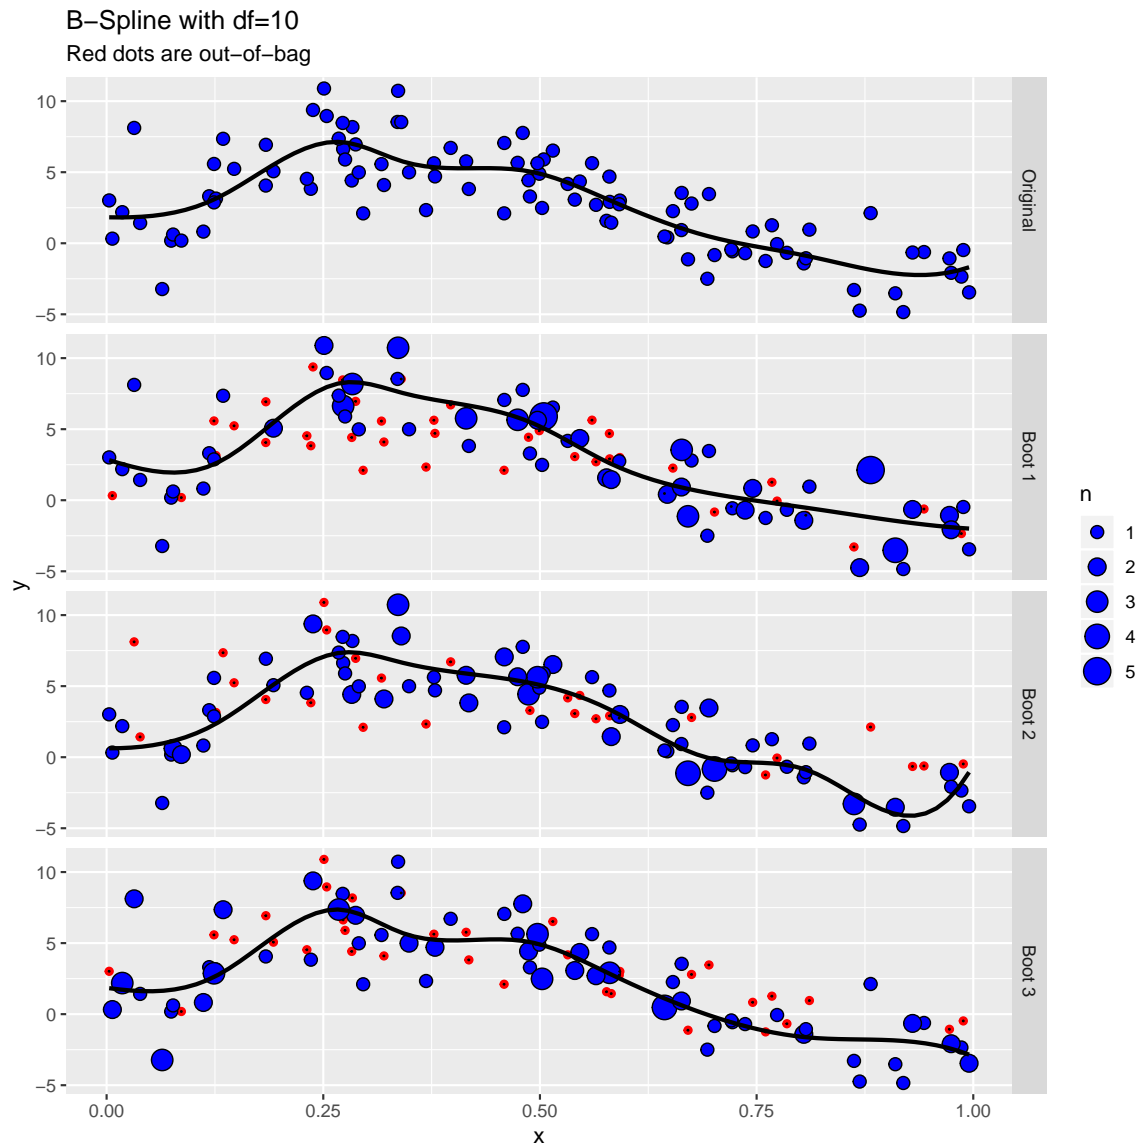 B−Spline with df=10
Red dots are out−of−bag
10
5
0
−5
Original
10
5
0
−5
Boot 1
10
5
0
−5
Boot 2
10
5
0
−5
Boot 3
0.00 0.25 0.50 0.75 1.00
x
y
n
1
2
3
4
5